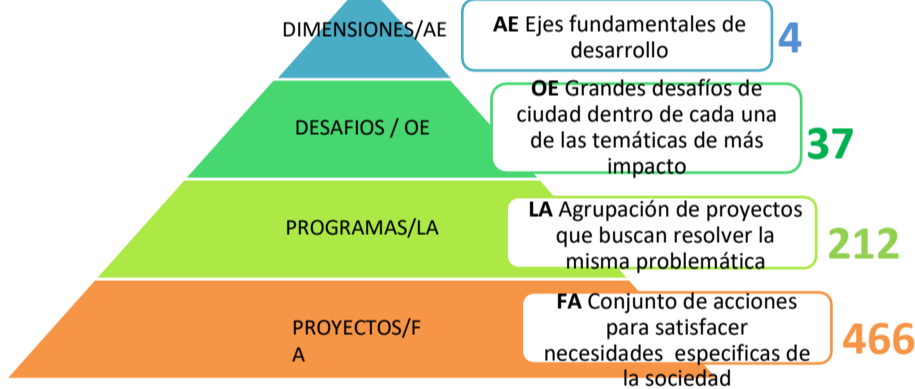 DIMENSIONES/AE
AE Ejes fundamentales de
desarrollo
4
DESAFIOS / OE
OE Grandes desafíos de
ciudad dentro de cada una
de las temáticas de más
impacto
37
PROGRAMAS/LA
LA Agrupación de proyectos
que buscan resolver la
misma problemática
212
PROYECTOS/F
A
FA Conjunto de acciones
para satisfacer
necesidades especificas de
la sociedad
466